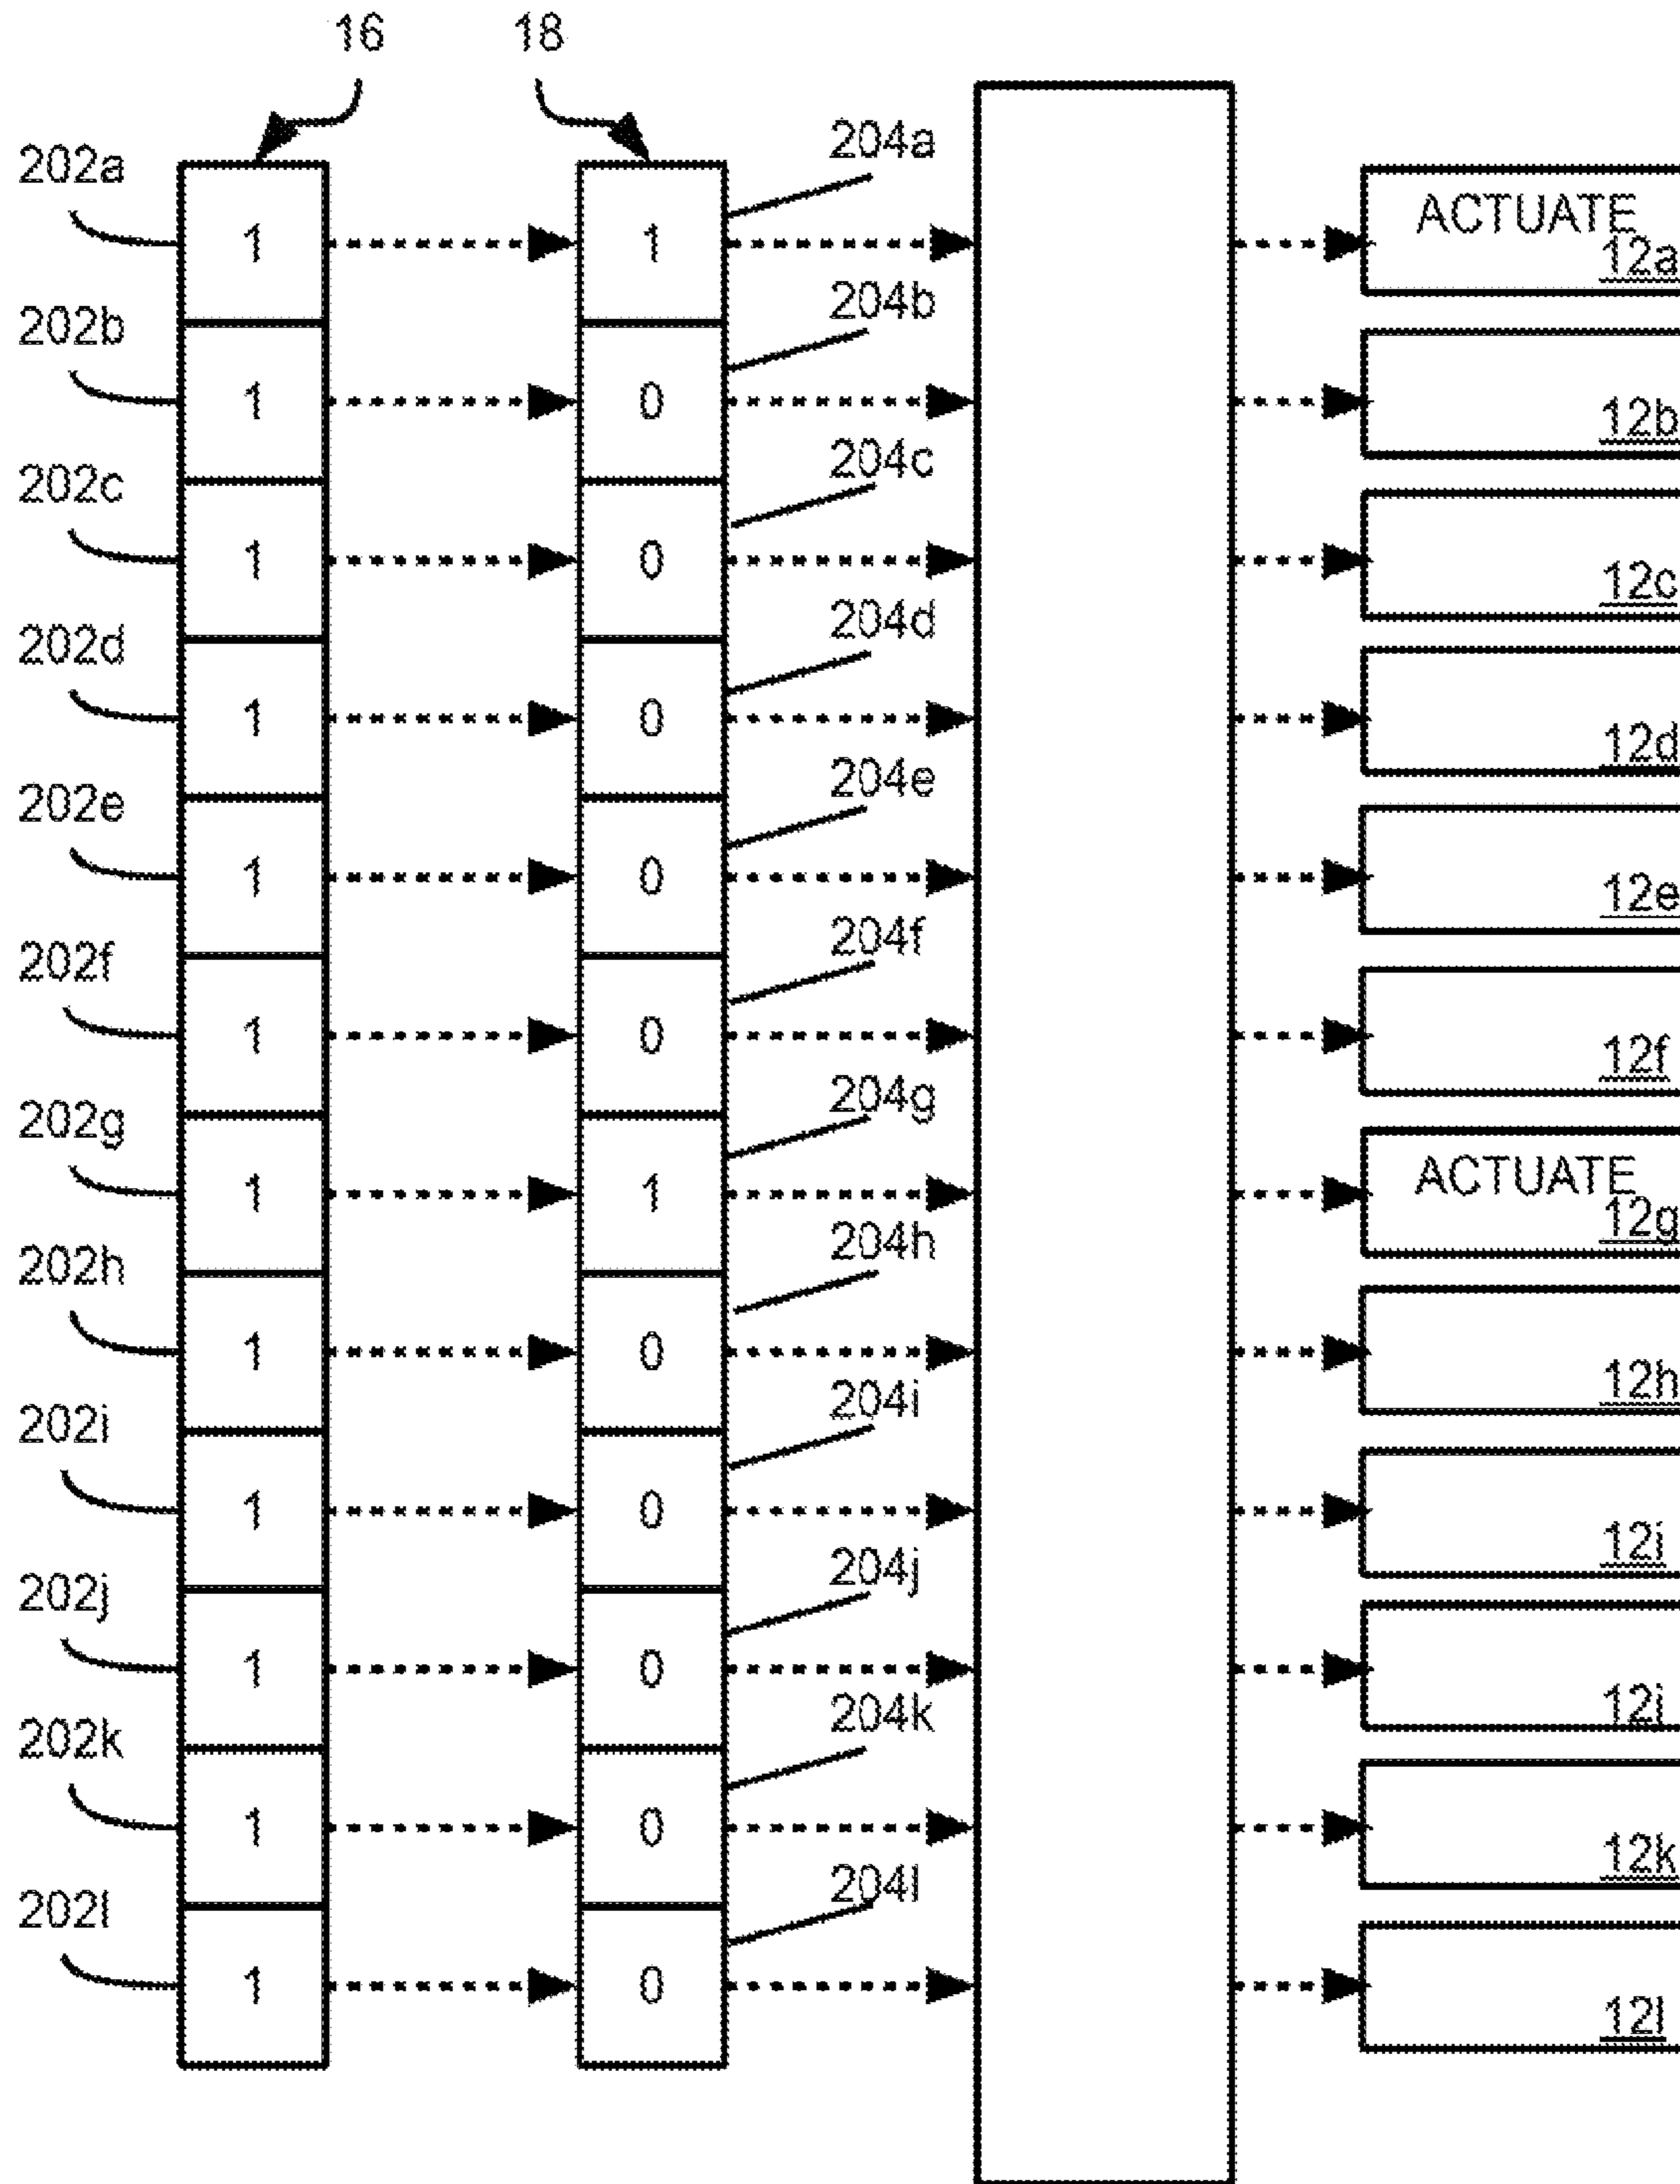 16 18
202a 1 1 204a ACTUATE 12a
202b 1 0 204b 12b
202c 1 0 204c 12c
202d 1 0 204d 12d
202e 1 0 204e 12e
202f 1 0 204f 12f
202g 1 1 204g ACTUATE 12g
202h 1 0 204h 12h
202i 1 0 204i 12i
202j 1 0 204j 12j
202k 1 0 204k 12k
202l 1 0 204l 12l